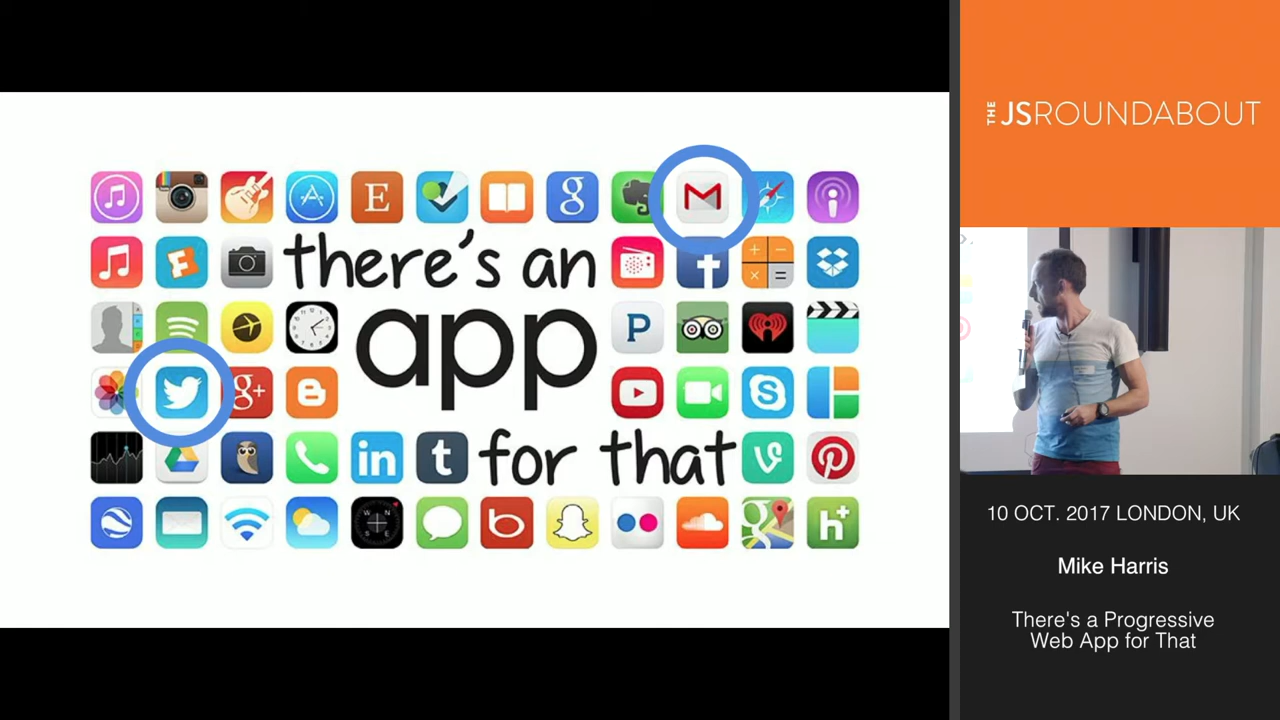 there's an
app
for that
THE JSROUNDABOUT
10 OCT. 2017 LONDON, UK
Mike Harris
There's a Progressive
Web App for That